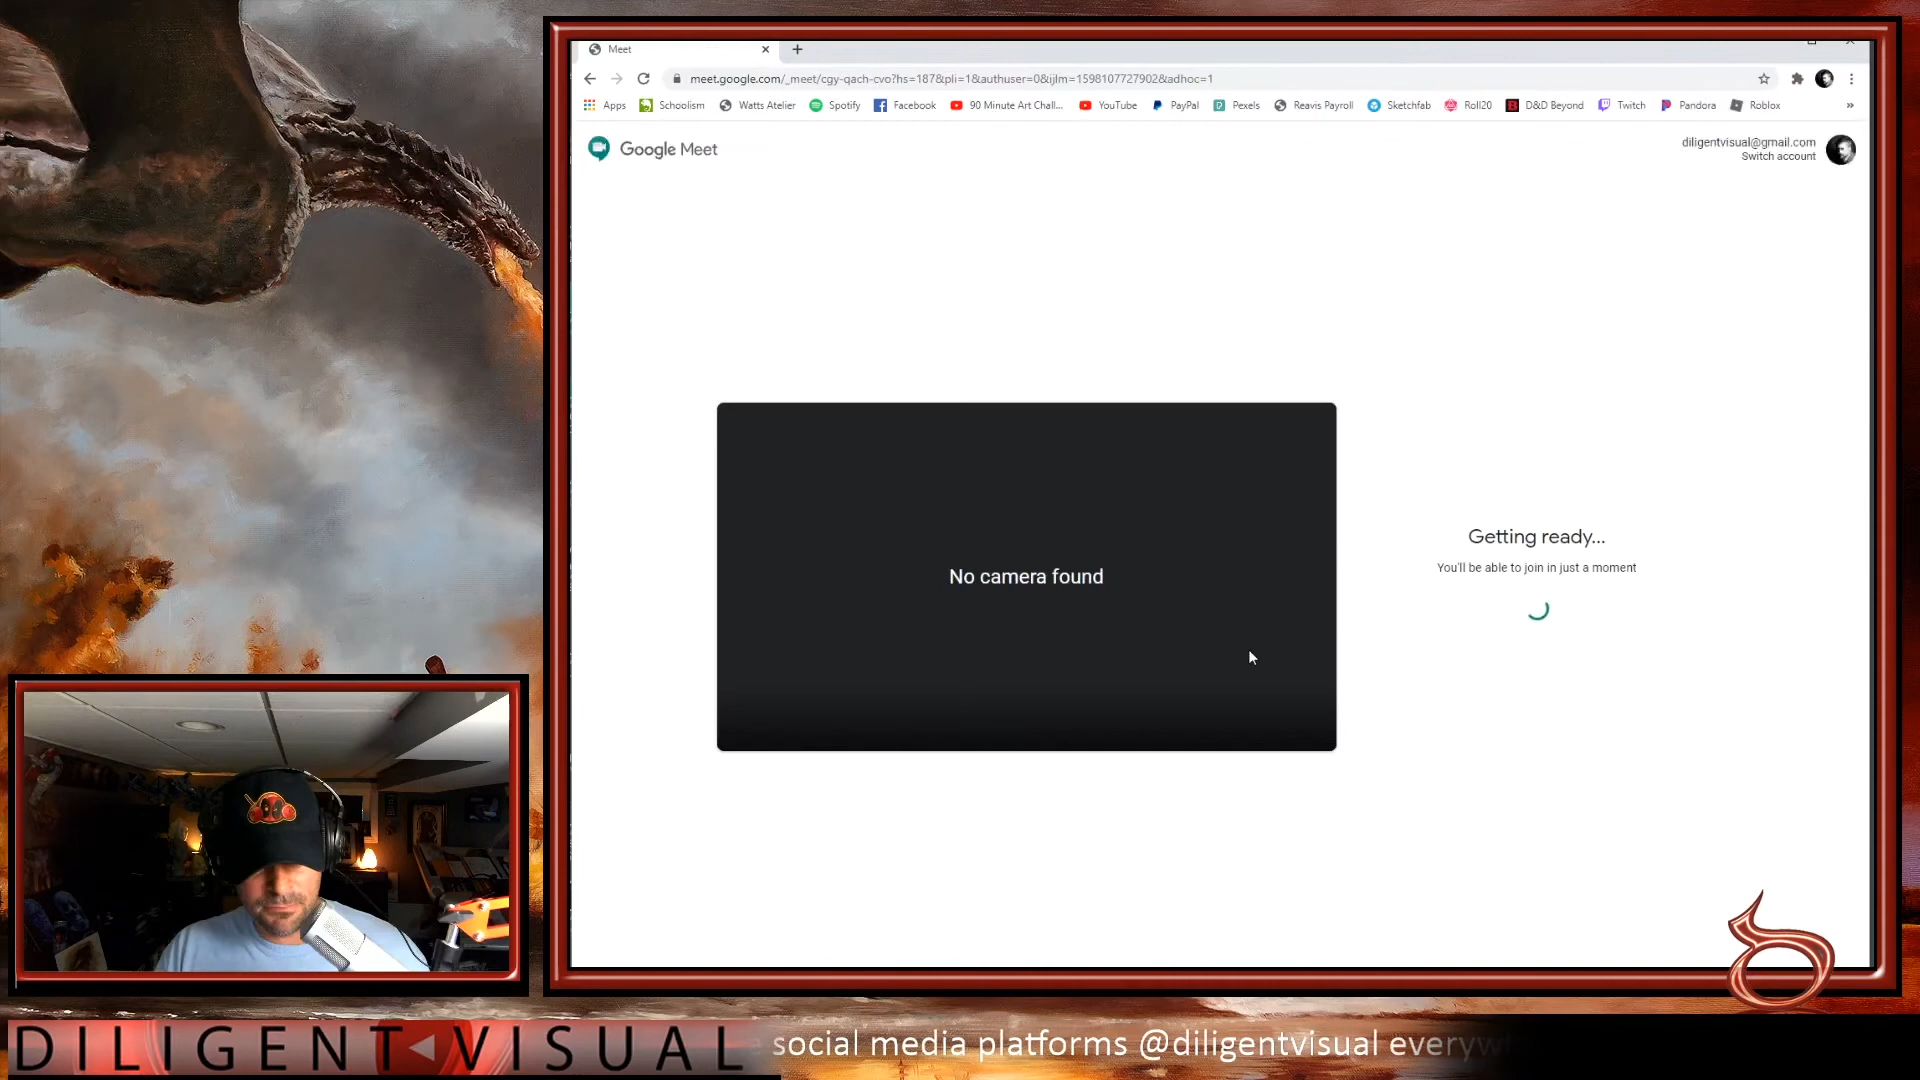 Meet
meet.google.com/_meet/cgy-qach-cvo?hs=187&pli=1&authuser=0&ijlm=1598107727902&adhoc=1
Apps Schoolism Watts Atelier Spotify Facebook 90 Minute Art Chall... YouTube PayPal Pexels Reavis Payroll Sketchfab Roll20 D&D Beyond Twitch Pandora Roblox »
Google Meet
diligentvisual@gmail.com
Switch account
No camera found
Getting ready...
You'll be able to join in just a moment
DILIGENT VISUAL
social media platforms @diligentvisual everyw